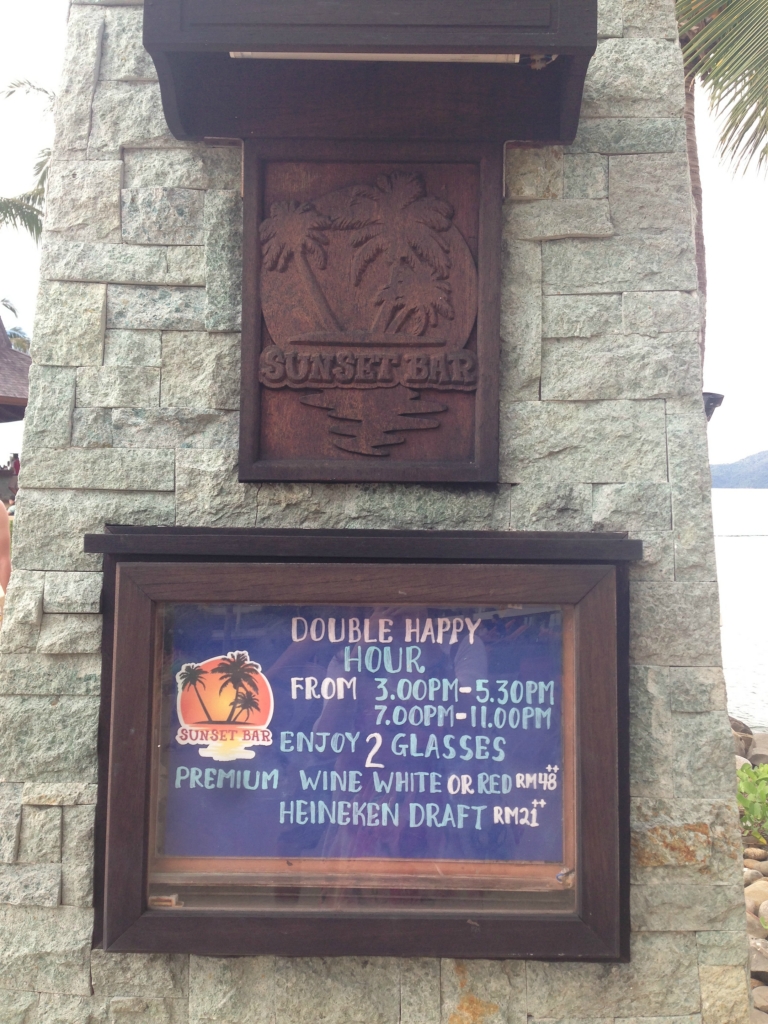 SUNSET BAR
DOUBLE HAPPY
HOUR
FROM 3.00PM-5.30PM
7.00PM-11.00PM
SUNSET BAR
ENJOY 2 GLASSES
PREMIUM WINE WHITE OR RED RM48++
HEINEKEN DRAFT RM21++